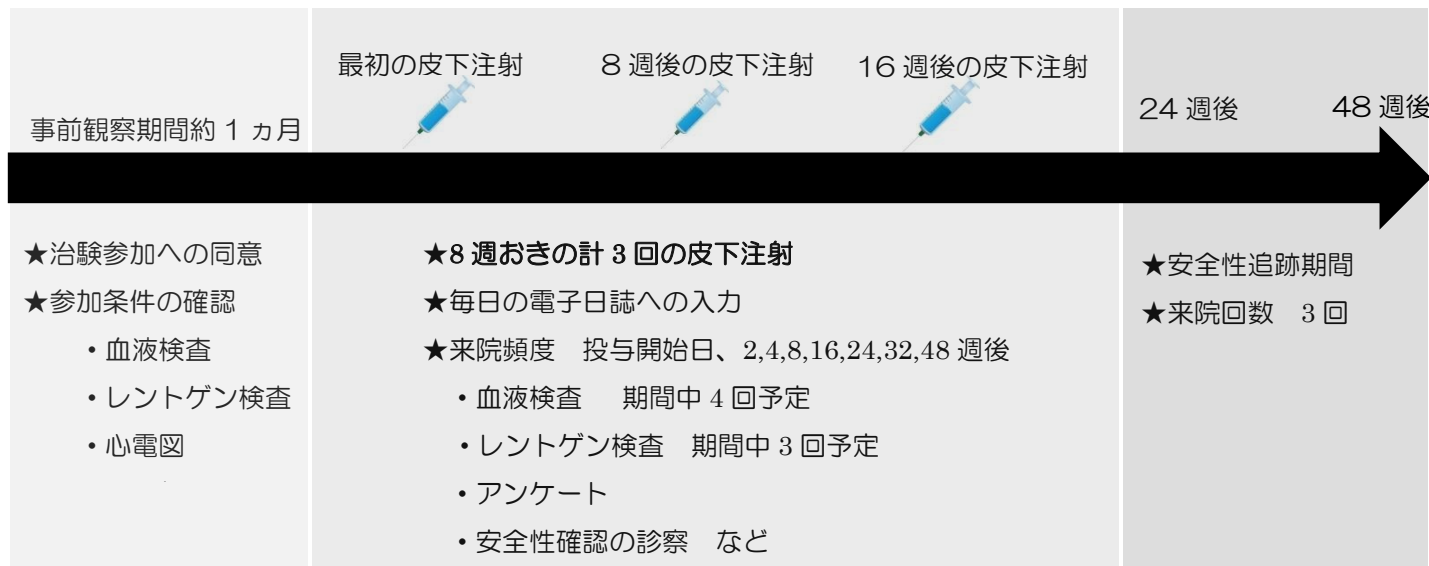 最初の皮下注射 8週後の皮下注射 16週後の皮下注射
事前観察期間約1ヵ月
24週後 48週後
★治験参加への同意
★参加条件の確認
・血液検査
・レントゲン検査
・心電図
★8週おきの計3回の皮下注射
★毎日の電子日誌への入力
★来院頻度 投与開始日、2,4,8,16,24,32,48週後
・血液検査 期間中4回予定
・レントゲン検査 期間中3回予定
・アンケート
・安全性確認の診察 など
★安全性追跡期間
★来院回数 3回